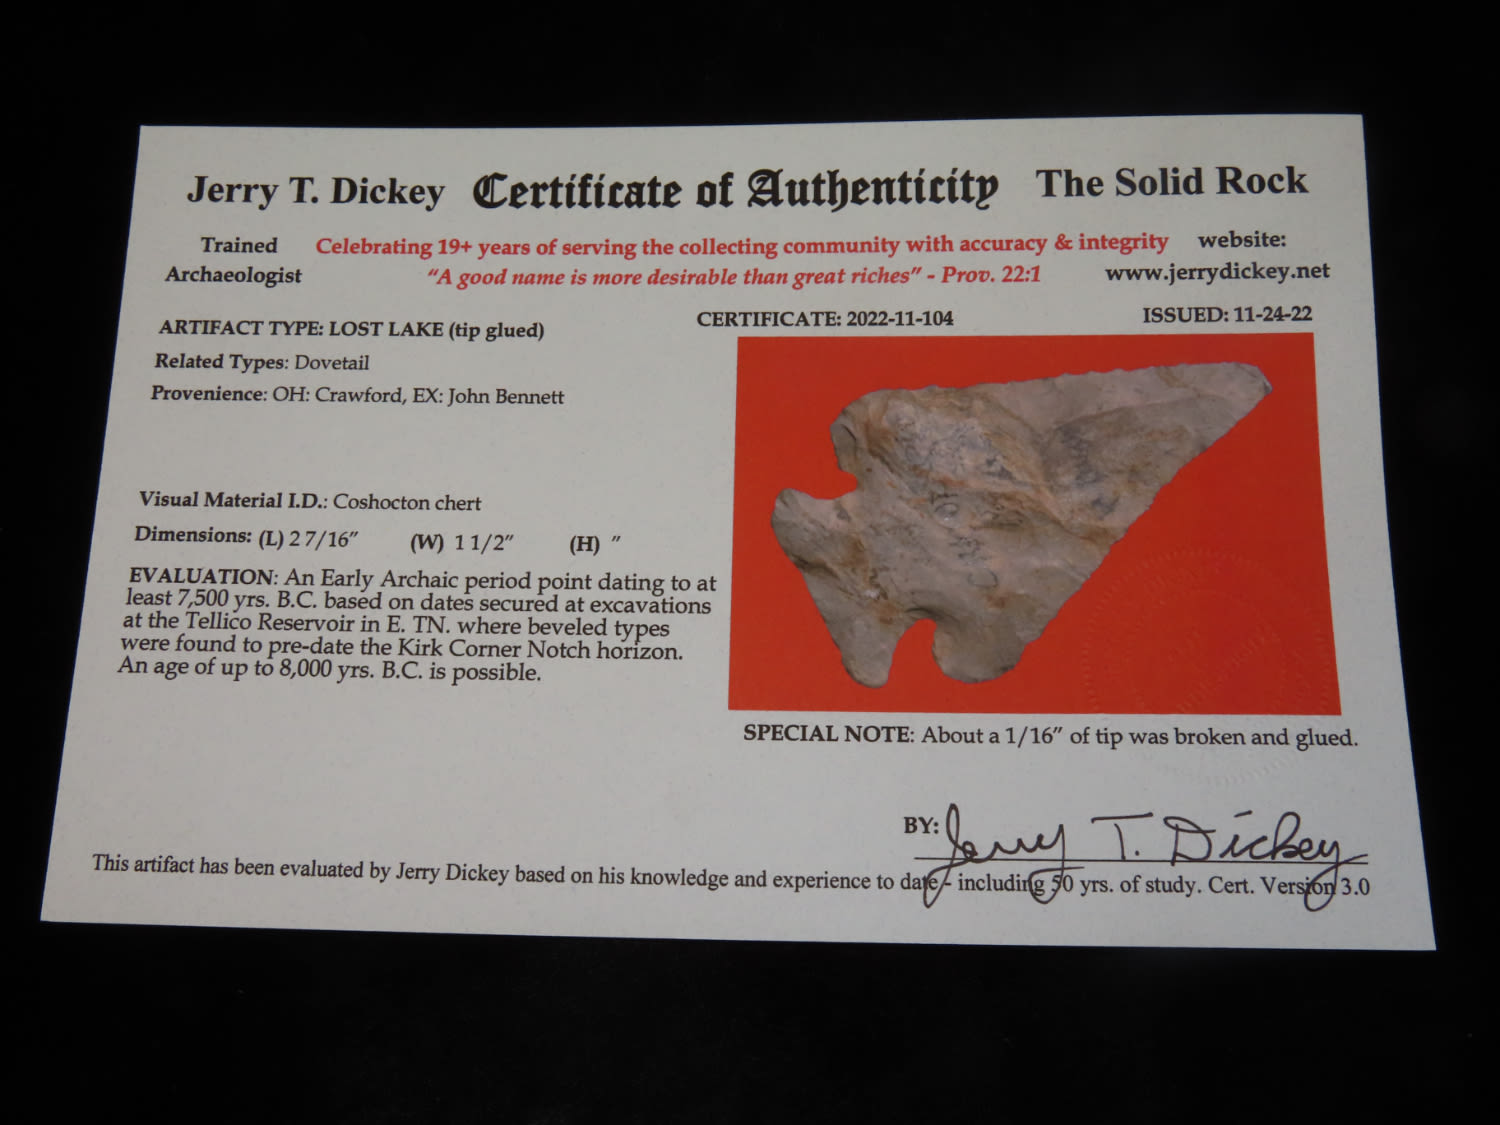 Jerry T. Dickey Certificate of Authenticity The Solid Rock
Trained Celebrating 19+ years of serving the collecting community with accuracy & integrity website:
Archaeologist "A good name is more desirable than great riches" - Prov. 22:1 www.jerrydickey.net
ARTIFACT TYPE: LOST LAKE (tip glued)
Related Types: Dovetail
Provenience: OH: Crawford, EX: John Bennett
Visual Material I.D.: Coshocton chert
Dimensions: (L) 2 7/16" (W) 1 1/2" (H) "
EVALUATION: An Early Archaic period point dating to at
least 7,500 yrs. B.C. based on dates secured at excavations
at the Tellico Reservoir in E. TN. where beveled types
were found to pre-date the Kirk Corner Notch horizon.
An age of up to 8,000 yrs. B.C. is possible.
CERTIFICATE: 2022-11-104 ISSUED: 11-24-22
SPECIAL NOTE: About a 1/16" of tip was broken and glued.
BY: Jerry T. Dickey
This artifact has been evaluated by Jerry Dickey based on his knowledge and experience to date - including 50 yrs. of study. Cert. Version 3.0